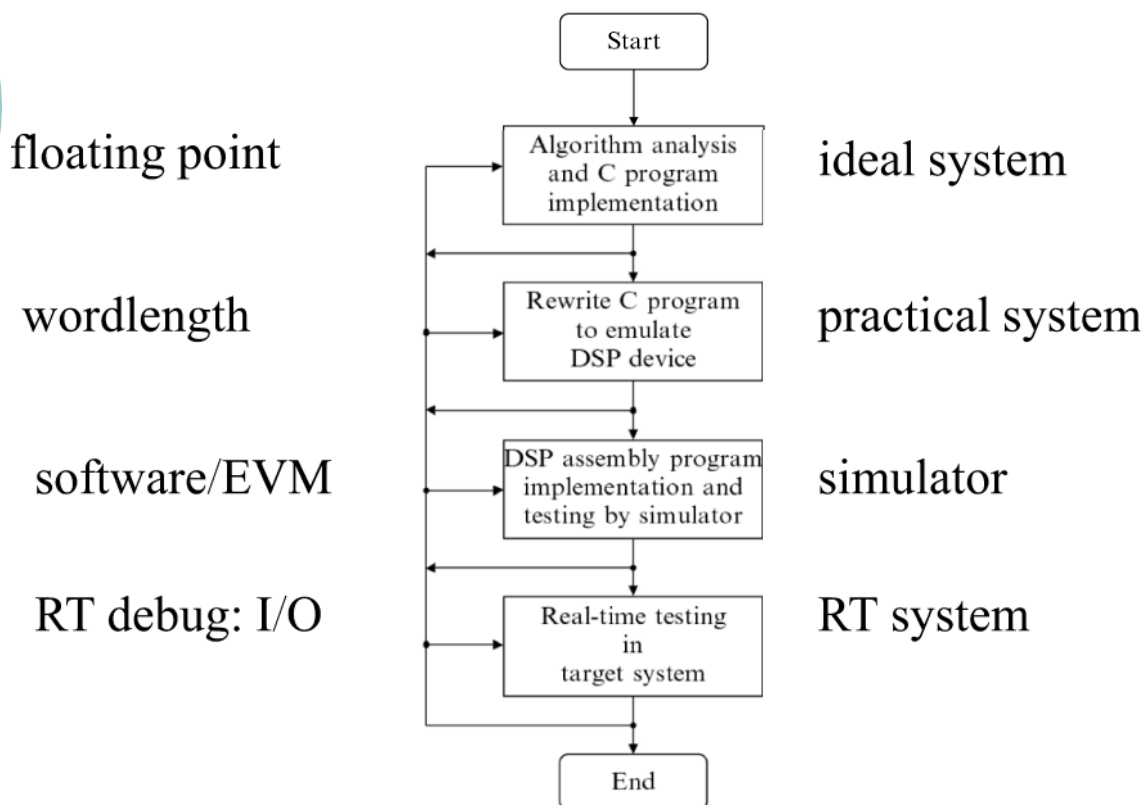 Start
floating point
Algorithm analysis
and C program
implementation
ideal system
wordlength
Rewrite C program
to emulate
DSP device
practical system
software/EVM
DSP assembly program
implementation and
testing by simulator
simulator
RT debug: I/O
Real-time testing
in
target system
RT system
End